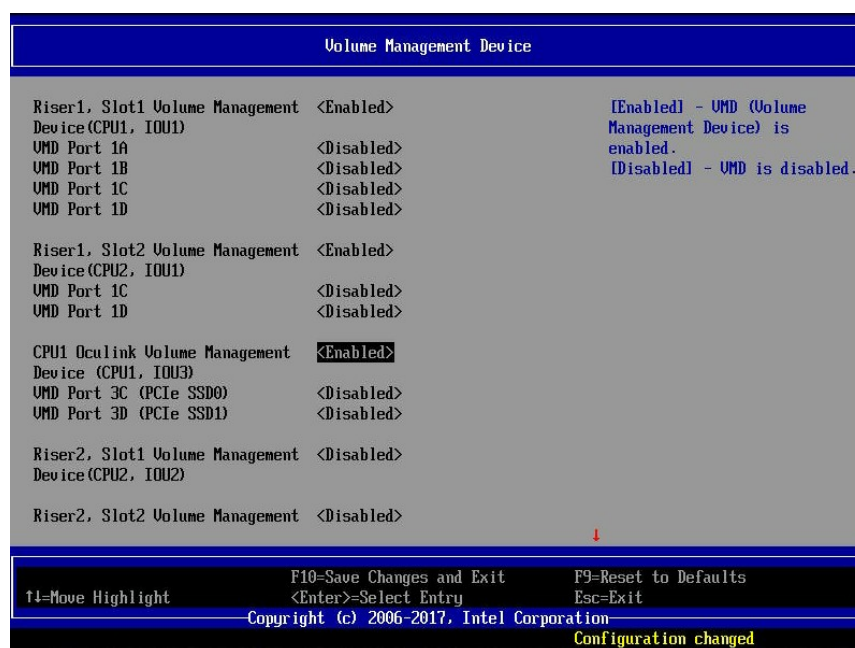 Volume Management Device
Riser1, Slot1 Volume Management <Enabled>
Device(CPU1, IOU1)
VMD Port 1A <Disabled>
VMD Port 1B <Disabled>
VMD Port 1C <Disabled>
VMD Port 1D <Disabled>
Riser1, Slot2 Volume Management <Enabled>
Device(CPU2, IOU1)
VMD Port 1C <Disabled>
VMD Port 1D <Disabled>
CPU1 Oculink Volume Management <Enabled>
Device (CPU1, IOU3)
VMD Port 3C (PCIe SSD0) <Disabled>
VMD Port 3D (PCIe SSD1) <Disabled>
Riser2, Slot1 Volume Management <Disabled>
Device(CPU2, IOU2)
Riser2, Slot2 Volume Management <Disabled>
[Enabled] - VMD (Volume
Management Device) is
enabled.
[Disabled] - VMD is disabled.
↓
F10=Save Changes and Exit F9=Reset to Defaults
↑↓=Move Highlight <Enter>=Select Entry Esc=Exit
Copyright (c) 2006-2017, Intel Corporation
Configuration changed